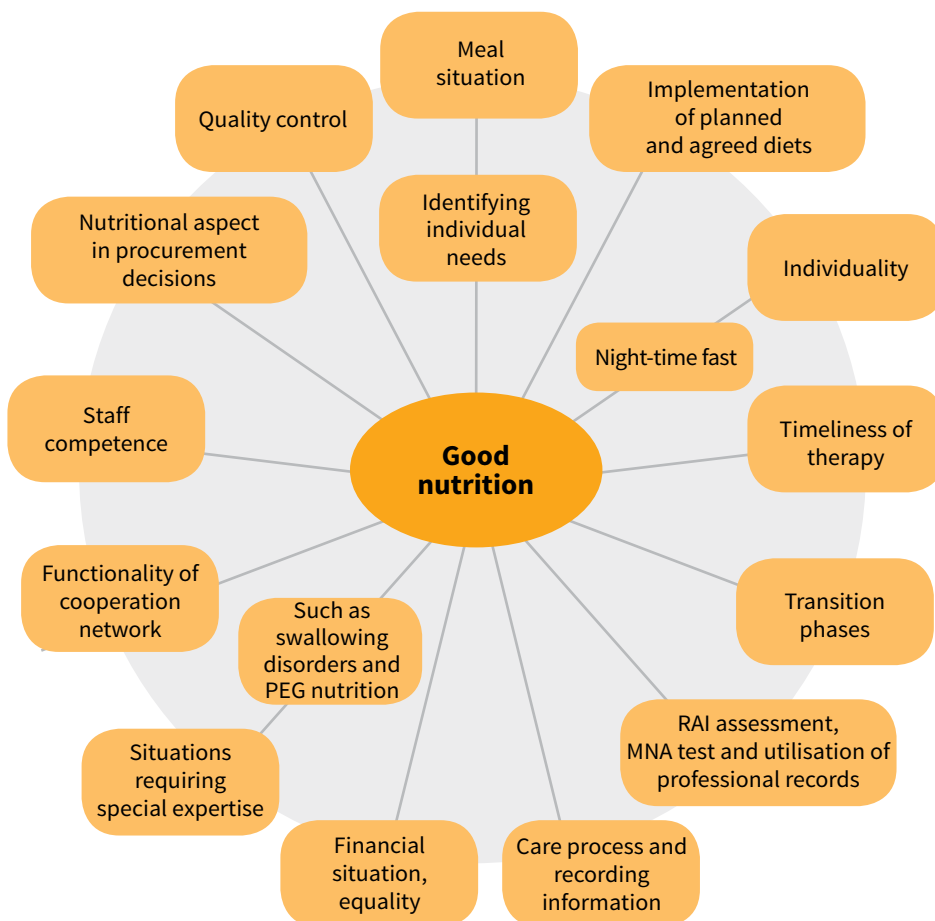 Meal
situation
Implementation
of planned
and agreed diets
Quality control
Identifying
individual
needs
Nutritional aspect
in procurement
decisions
Individuality
Night-time fast
Staff
competence
Timeliness of
therapy
Good
nutrition
Functionality of
cooperation
network
Such as
swallowing
disorders and
PEG nutrition
Transition
phases
Situations
requiring
special expertise
RAI assessment,
MNA test and utilisation of
professional records
Financial
situation,
equality
Care process and
recording
information